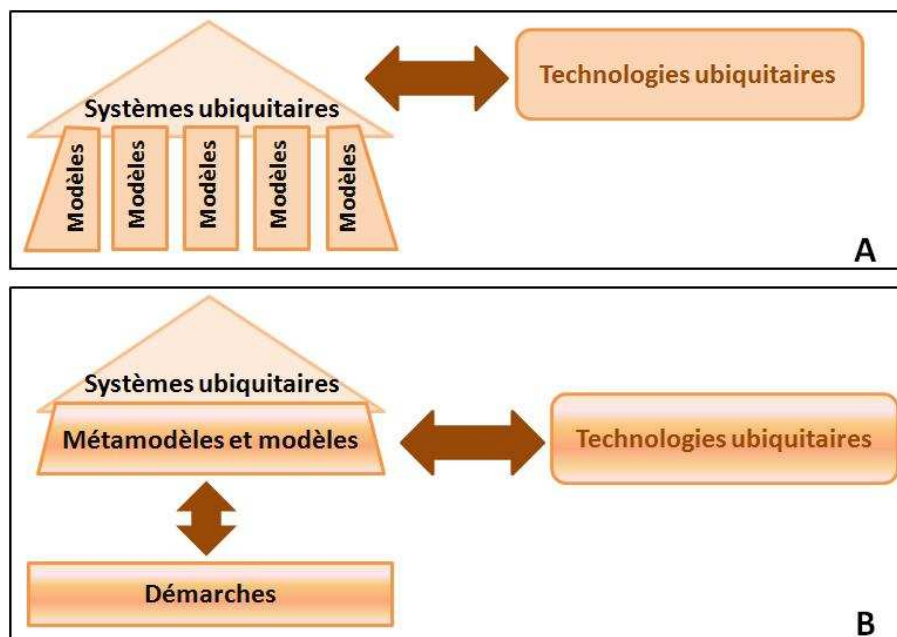 Systèmes ubiquitaires
Technologies ubiquitaires
Modèles
Modèles
Modèles
Modèles
Modèles
A
Systèmes ubiquitaires
Métamodèles et modèles
Technologies ubiquitaires
Démarches
B